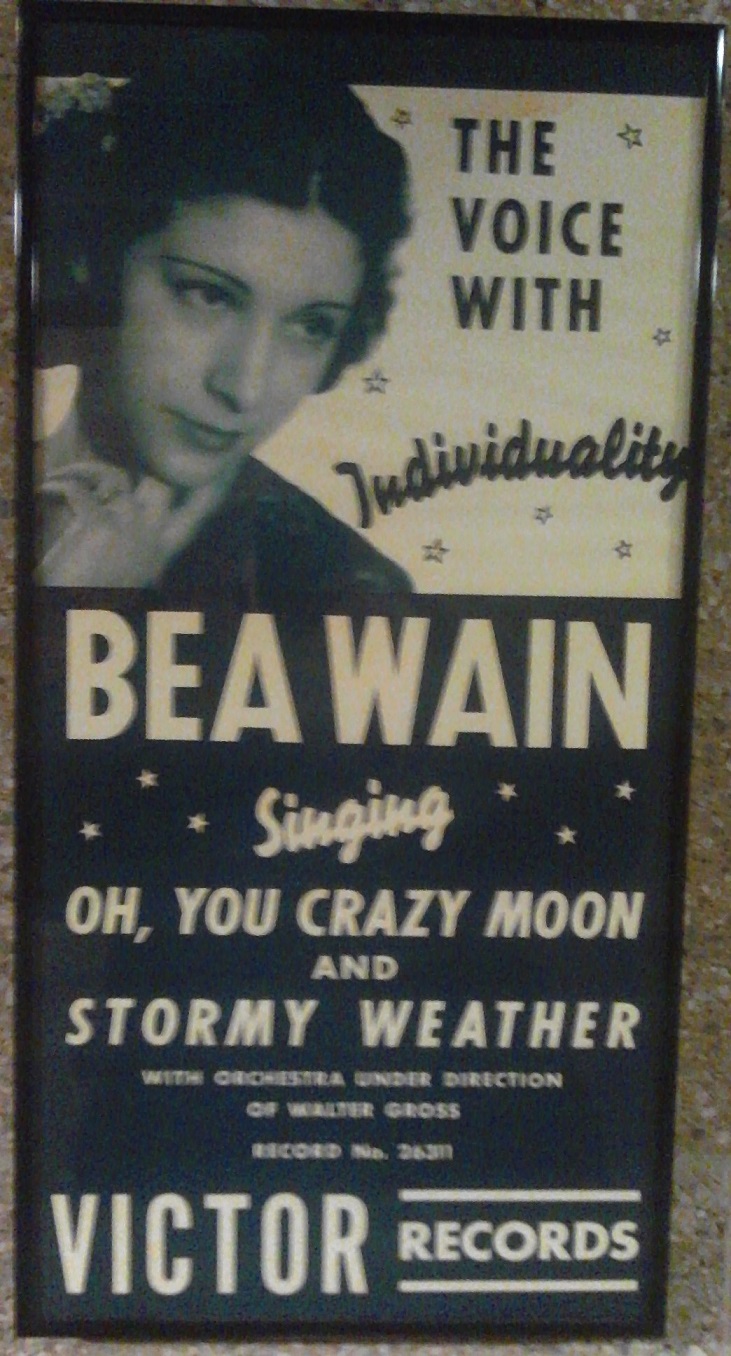 THE
VOICE
WITH
Individuality
BEA WAIN
Singing
OH, YOU CRAZY MOON
AND
STORMY WEATHER
WITH ORCHESTRA UNDER DIRECTION
OF WALTER GROSS
RECORD No. 26311
VICTOR RECORDS